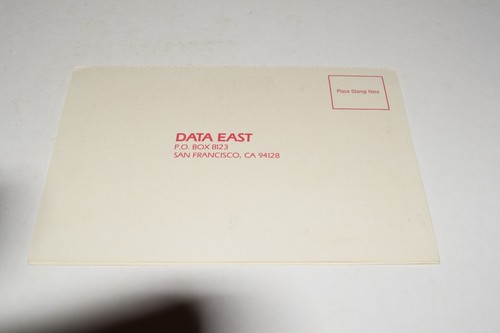 Place Stamp Here
DATA EAST
P.O. BOX 8123
SAN FRANCISCO, CA 94128